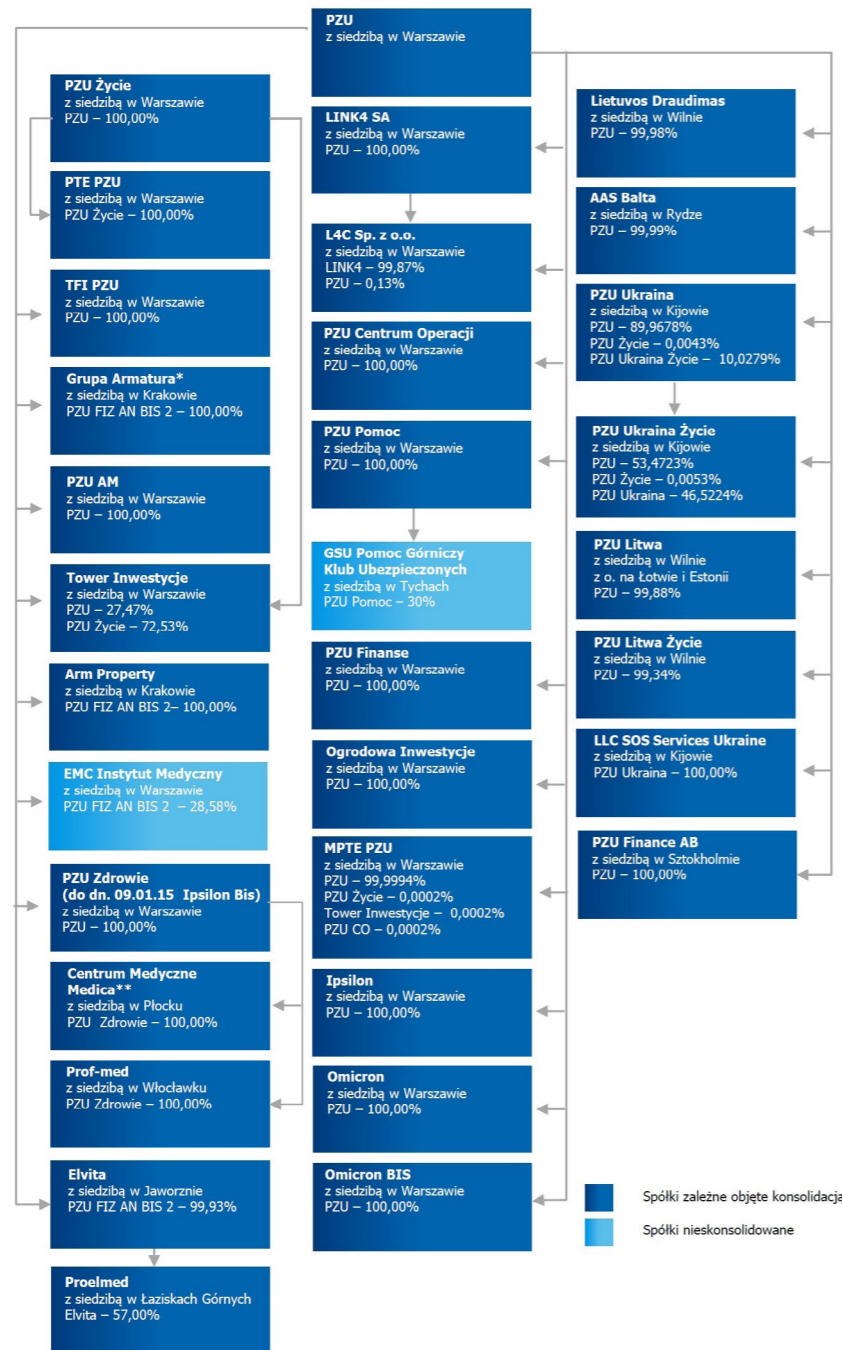 PZU
z siedzibą w Warszawie
PZU Życie
z siedzibą w Warszawie
PZU – 100,00%
PTE PZU
z siedzibą w Warszawie
PZU Życie – 100,00%
TFI PZU
z siedzibą w Warszawie
PZU – 100,00%
Grupa Armatura*
z siedzibą w Krakowie
PZU FIZ AN BIS 2 – 100,00%
PZU AM
z siedzibą w Warszawie
PZU – 100,00%
Tower Inwestycje
z siedzibą w Warszawie
PZU – 27,47%
PZU Życie – 72,53%
Arm Property
z siedzibą w Krakowie
PZU FIZ AN BIS 2– 100,00%
EMC Instytut Medyczny
z siedzibą w Warszawie
PZU FIZ AN BIS 2 – 28,58%
PZU Zdrowie
(do dn. 09.01.15 Ipsilon Bis)
z siedzibą w Warszawie
PZU – 100,00%
Centrum Medyczne
Medica**
z siedzibą w Płocku
PZU Zdrowie – 100,00%
Prof-med
z siedzibą w Włocławku
PZU Zdrowie – 100,00%
Elvita
z siedzibą w Jaworznie
PZU FIZ AN BIS 2 – 99,93%
Proelmed
z siedzibą w Łaziskach Górnych
Elvita – 57,00%
LINK4 SA
z siedzibą w Warszawie
PZU – 100,00%
L4C Sp. z o.o.
z siedzibą w Warszawie
LINK4 – 99,87%
PZU – 0,13%
PZU Centrum Operacji
z siedzibą w Warszawie
PZU – 100,00%
PZU Pomoc
z siedzibą w Warszawie
PZU – 100,00%
GSU Pomoc Górniczy
Klub Ubezpieczonych
z siedzibą w Tychach
PZU Pomoc – 30%
PZU Finanse
z siedzibą w Warszawie
PZU – 100,00%
Ogrodowa Inwestycje
z siedzibą w Warszawie
PZU – 100,00%
MPTE PZU
z siedzibą w Warszawie
PZU – 99,9994%
PZU Życie – 0,0002%
Tower Inwestycje – 0,0002%
PZU CO – 0,0002%
Ipsilon
z siedzibą w Warszawie
PZU – 100,00%
Omicron
z siedzibą w Warszawie
PZU – 100,00%
Omicron BIS
z siedzibą w Warszawie
PZU – 100,00%
Lietuvos Draudimas
z siedzibą w Wilnie
PZU – 99,98%
AAS Balta
z siedzibą w Rydze
PZU – 99,99%
PZU Ukraina
z siedzibą w Kijowie
PZU – 89,9678%
PZU Życie – 0,0043%
PZU Ukraina Życie – 10,0279%
PZU Ukraina Życie
z siedzibą w Kijowie
PZU – 53,4723%
PZU Życie – 0,0053%
PZU Ukraina – 46,5224%
PZU Litwa
z siedzibą w Wilnie
z o. na Łotwie i Estonii
PZU – 99,88%
PZU Litwa Życie
z siedzibą w Wilnie
PZU – 99,34%
LLC SOS Services Ukraine
z siedzibą w Kijowie
PZU Ukraina – 100,00%
PZU Finance AB
z siedzibą w Sztokholmie
PZU – 100,00%
Spółki zależne objęte konsolidacją
Spółki nieskonsolidowane